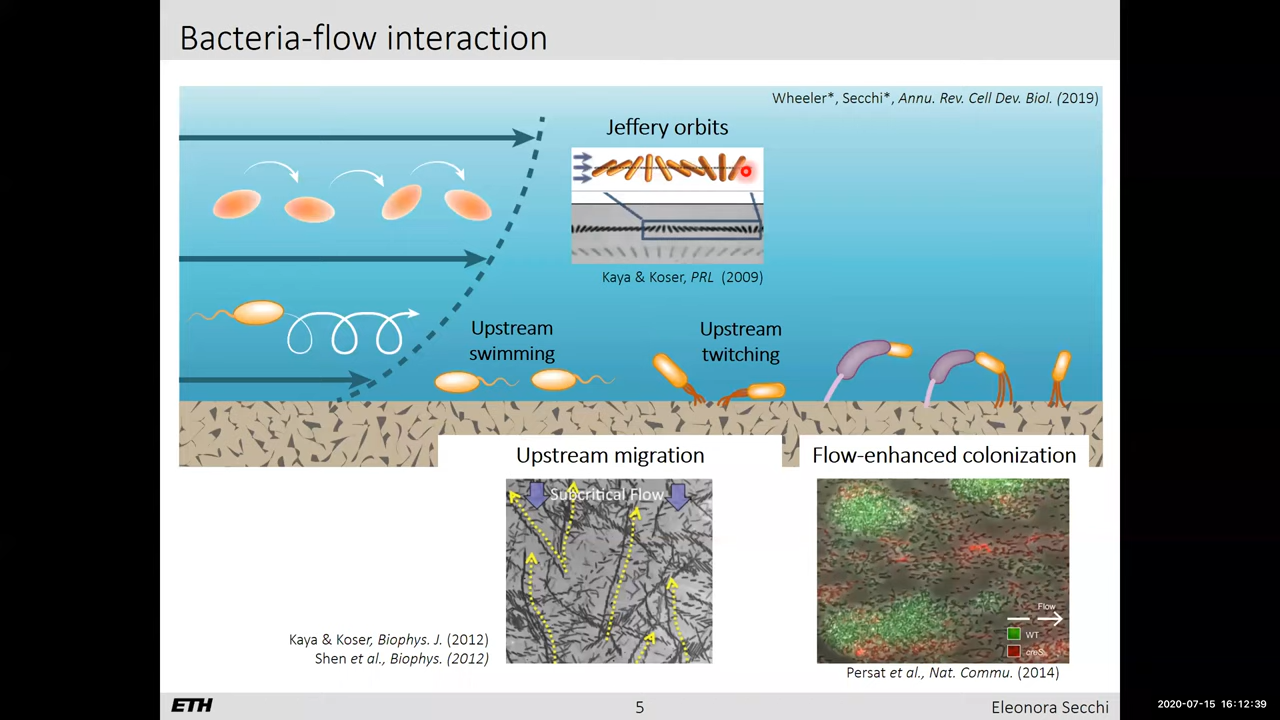 Bacteria-flow interaction
Wheeler*, Secchi*, Annu. Rev. Cell Dev. Biol. (2019)
Jeffery orbits
Kaya & Koser, PRL (2009)
Upstream
swimming
Upstream
twitching
Upstream migration
Flow-enhanced colonization
Subcritical Flow
Flow
WT
creS
Kaya & Koser, Biophys. J. (2012)
Shen et al., Biophys. (2012)
Persat et al., Nat. Commu. (2014)
ETH
5
Eleonora Secchi
2020-07-15 16:12:39